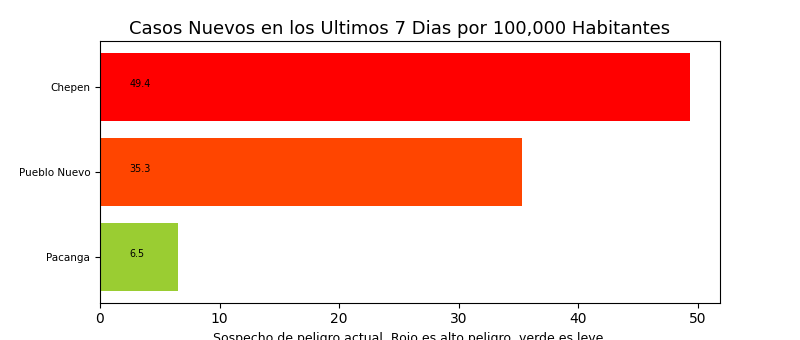 Casos Nuevos en los Ultimos 7 Dias por 100,000 Habitantes
Chepen
49.4
Pueblo Nuevo
35.3
Pacanga
6.5
0 10 20 30 40 50
Sospecho de peligro actual. Rojo es alto peligro, verde es leve